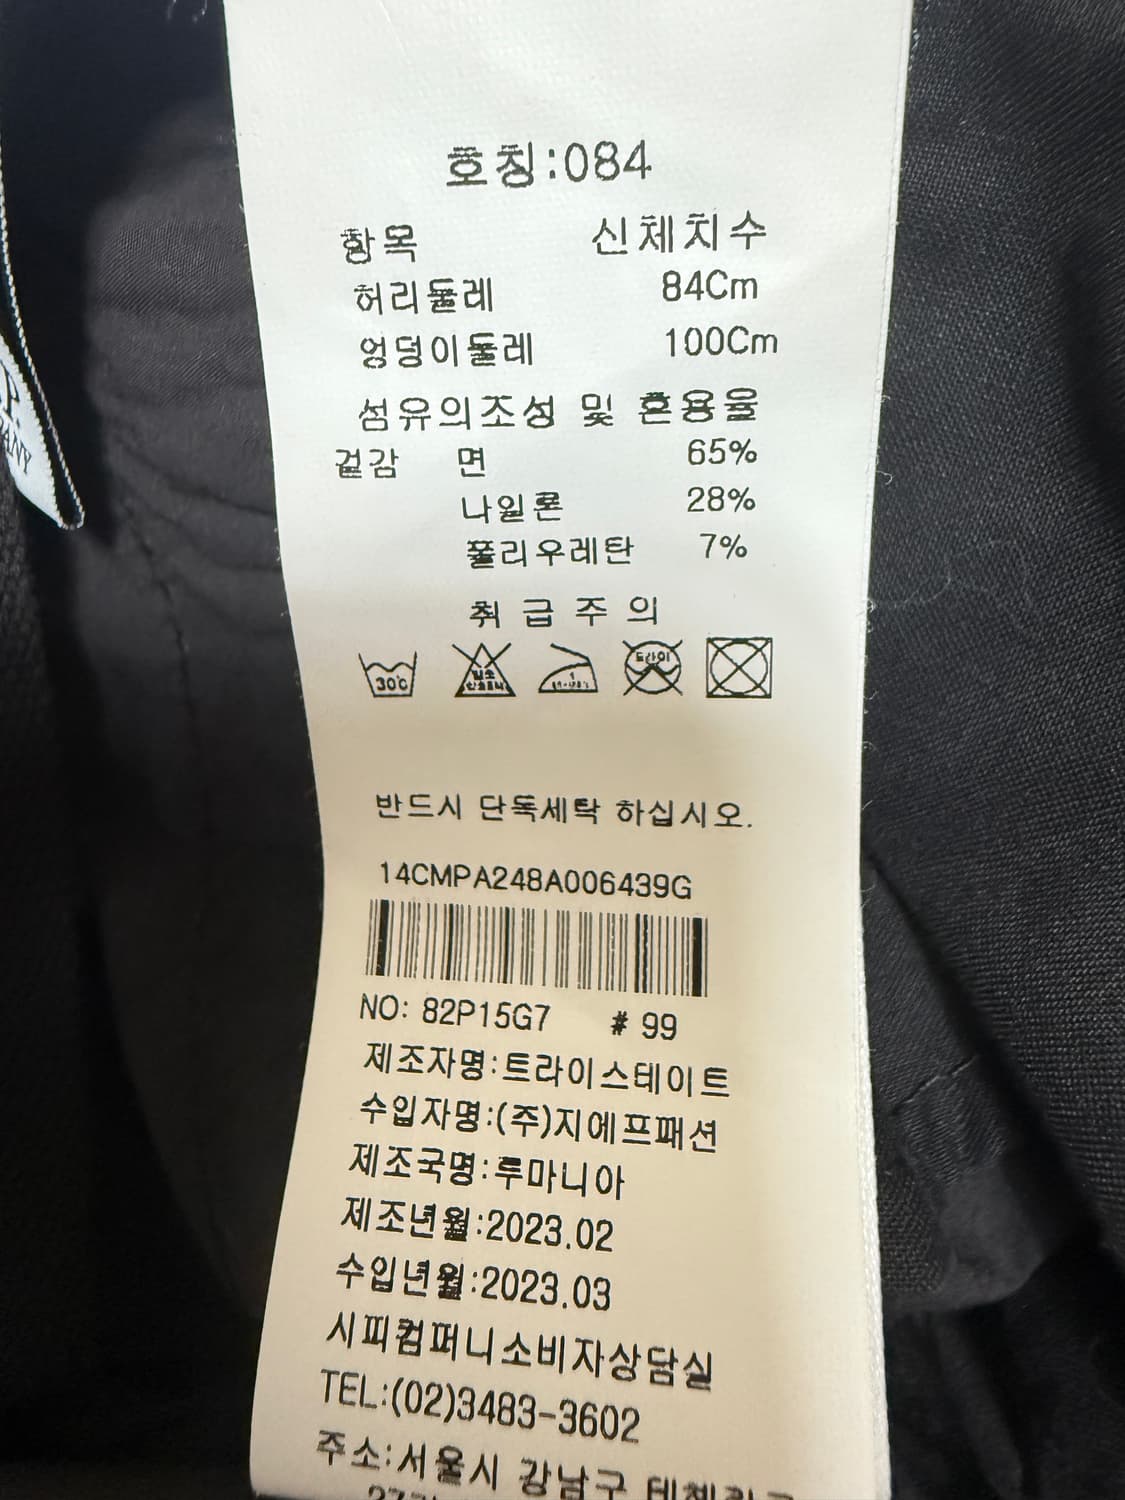 호칭:084
항목 신체치수
허리둘레 84Cm
엉덩이둘레 100Cm
섬유의조성 및 혼용율
겉감 면 65%
나일론 28%
폴리우레탄 7%
취급주의
30℃ 드라이
반드시 단독세탁 하십시오.
14CMPA248A006439G
NO: 82P15G7 # 99
제조자명:트라이스테이트
수입자명:(주)지에프패션
제조국명:루마니아
제조년월:2023.02
수입년월:2023.03
시피컴퍼니소비자상담실
TEL:(02)3483-3602
주소:서울시 강남구